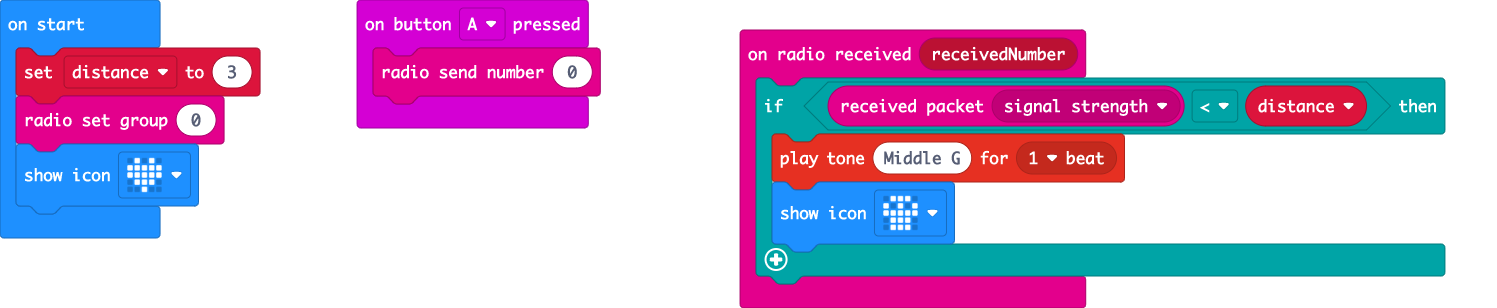 on start
set distance to 3
radio set group 0
show icon
on button A pressed
radio send number 0
on radio received receivedNumber
if received packet signal strength < distance then
play tone Middle G for 1 beat
show icon